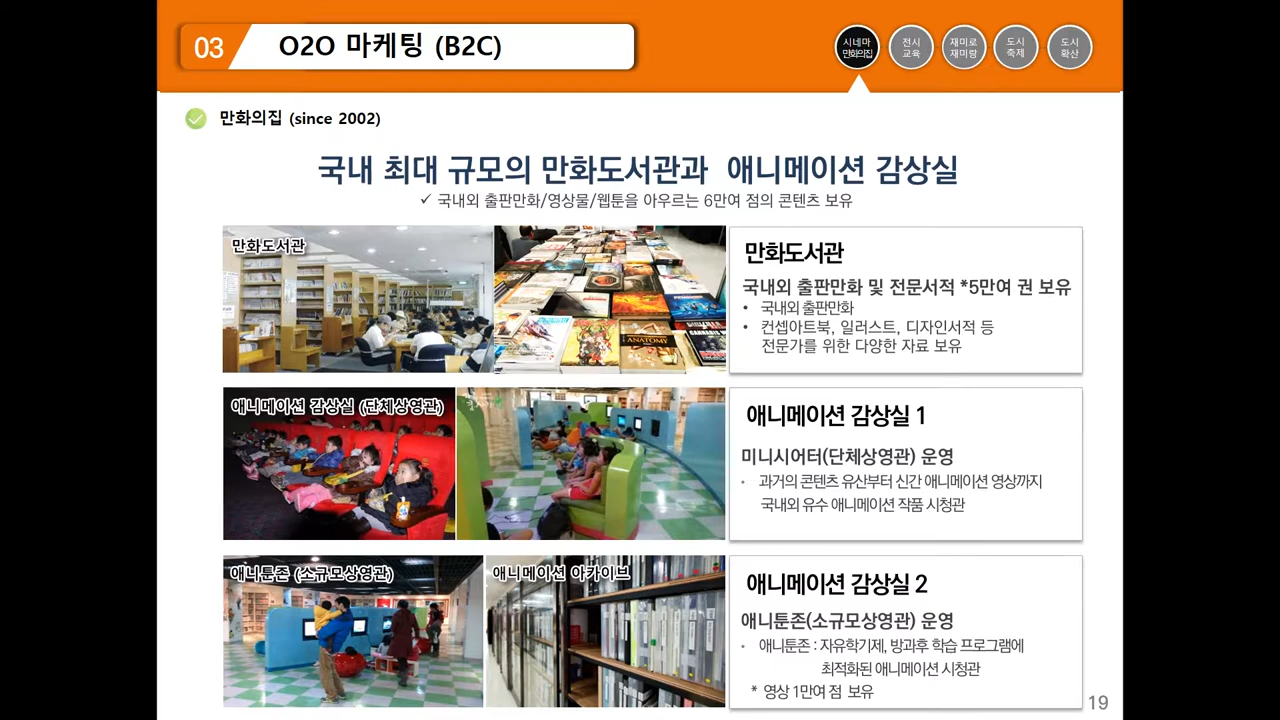 03
O2O 마케팅 (B2C)
시네마
만화의집
전시
교육
재미로
재미랑
도시
축제
도시
확산
만화의집 (since 2002)
국내 최대 규모의 만화도서관과 애니메이션 감상실
✓ 국내외 출판만화/영상물/웹툰을 아우르는 6만여 점의 콘텐츠 보유
만화도서관
만화도서관
국내외 출판만화 및 전문서적 *5만여 권 보유
• 국내외 출판만화
• 컨셉아트북, 일러스트, 디자인서적 등
전문가를 위한 다양한 자료 보유
ANATOMY
애니메이션 감상실 (단체상영관)
애니메이션 감상실 1
미니시어터(단체상영관) 운영
• 과거의 콘텐츠 유산부터 신간 애니메이션 영상까지
국내외 유수 애니메이션 작품 시청관
애니툰존 (소규모상영관)
애니메이션 아카이브
애니메이션 감상실 2
애니툰존(소규모상영관) 운영
• 애니툰존 : 자유학기제, 방과후 학습 프로그램에
최적화된 애니메이션 시청관
* 영상 1만여 점 보유
19